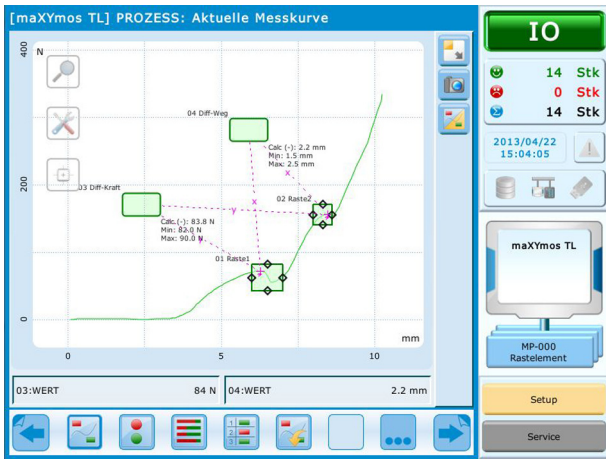 [maXYmos TL] PROZESS: Aktuelle Messkurve
IO
14 Stk
0 Stk
14 Stk
2013/04/22
15:04:05
maXYmos TL
MP-000
Rastelement
Setup
Service
400
N
200
0
04 Diff-Weg
Calc (-): 2.2 mm
Min: 1.5 mm
Max: 2.5 mm
x
03 Diff-Kraft
Calc (-): 83.8 N
Min: 82.0 N
Max: 90.0 N
y
x
y
02 Raste2
01 Raste1
mm
0 5 10
03:WERT 84 N
04:WERT 2.2 mm
1
2
3